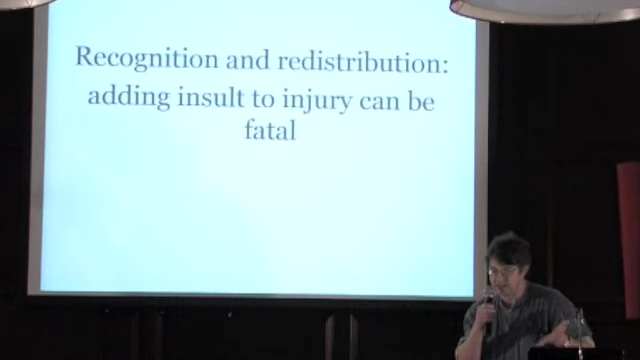 Recognition and redistribution:
adding insult to injury can be
fatal